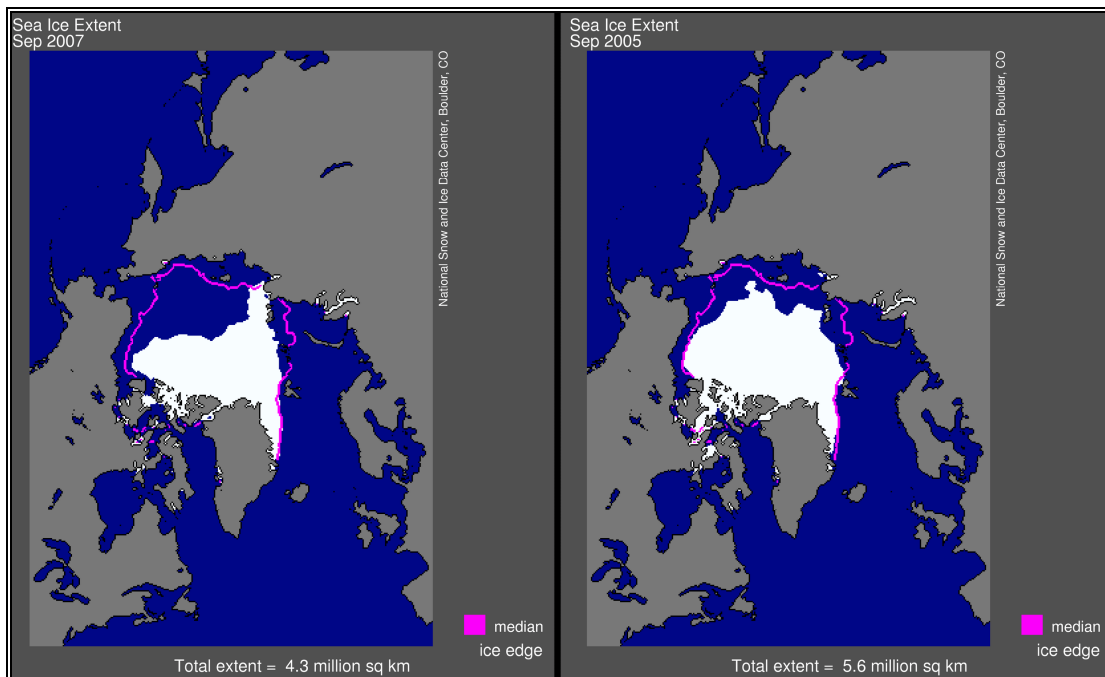 Sea Ice Extent
Sep 2007
National Snow and Ice Data Center, Boulder, CO
median
ice edge
Total extent = 4.3 million sq km
Sea Ice Extent
Sep 2005
National Snow and Ice Data Center, Boulder, CO
median
ice edge
Total extent = 5.6 million sq km